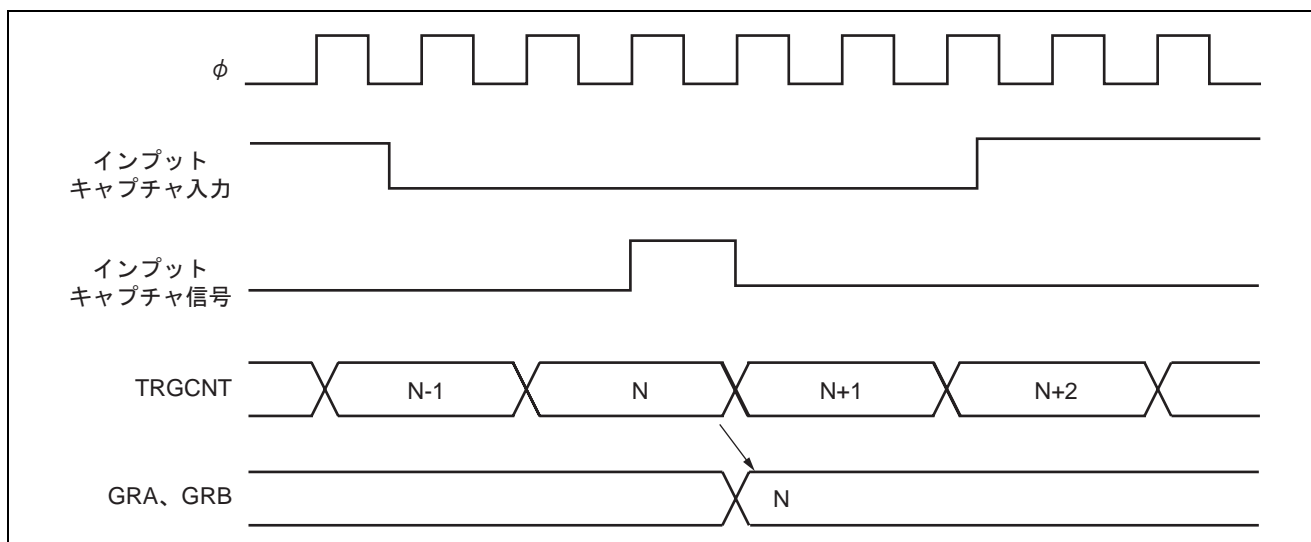 φ
インプット
キャプチャ入力
インプット
キャプチャ信号
TRGCNT
N-1
N
N+1
N+2
GRA、GRB
N